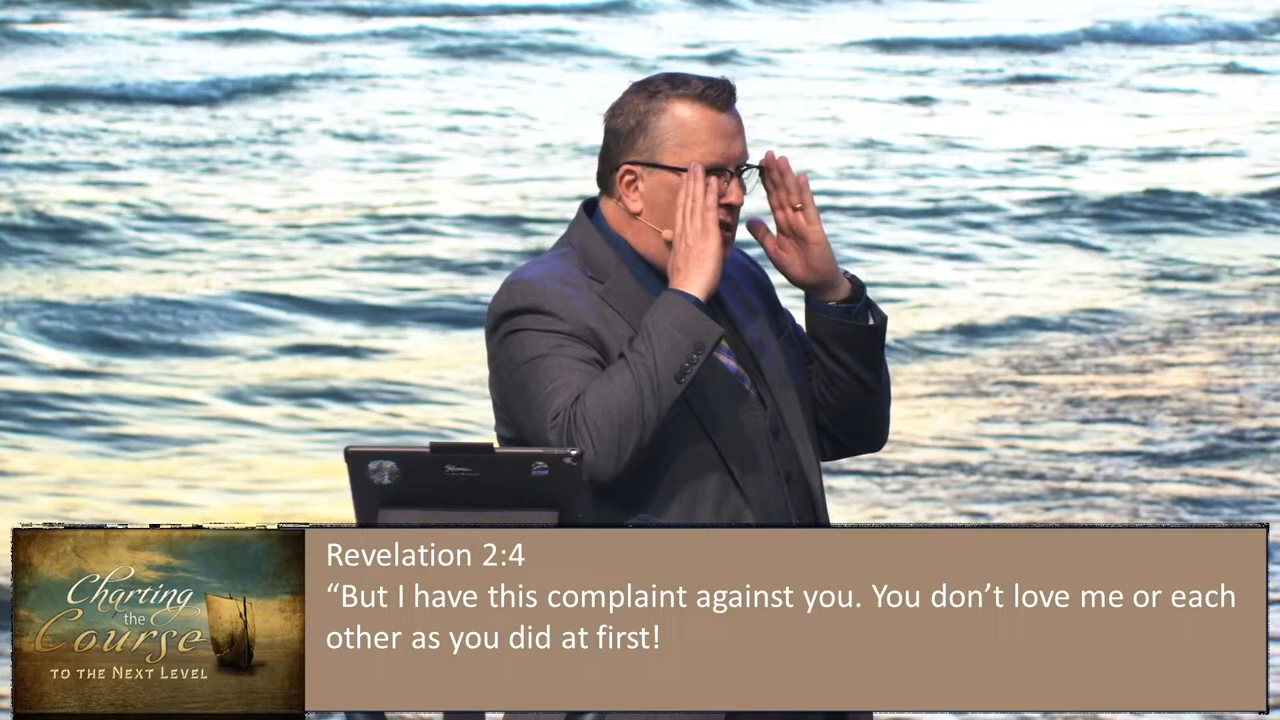 Revelation 2:4
“But I have this complaint against you. You don’t love me or each
other as you did at first!
Charting
the
Course
TO THE NEXT LEVEL